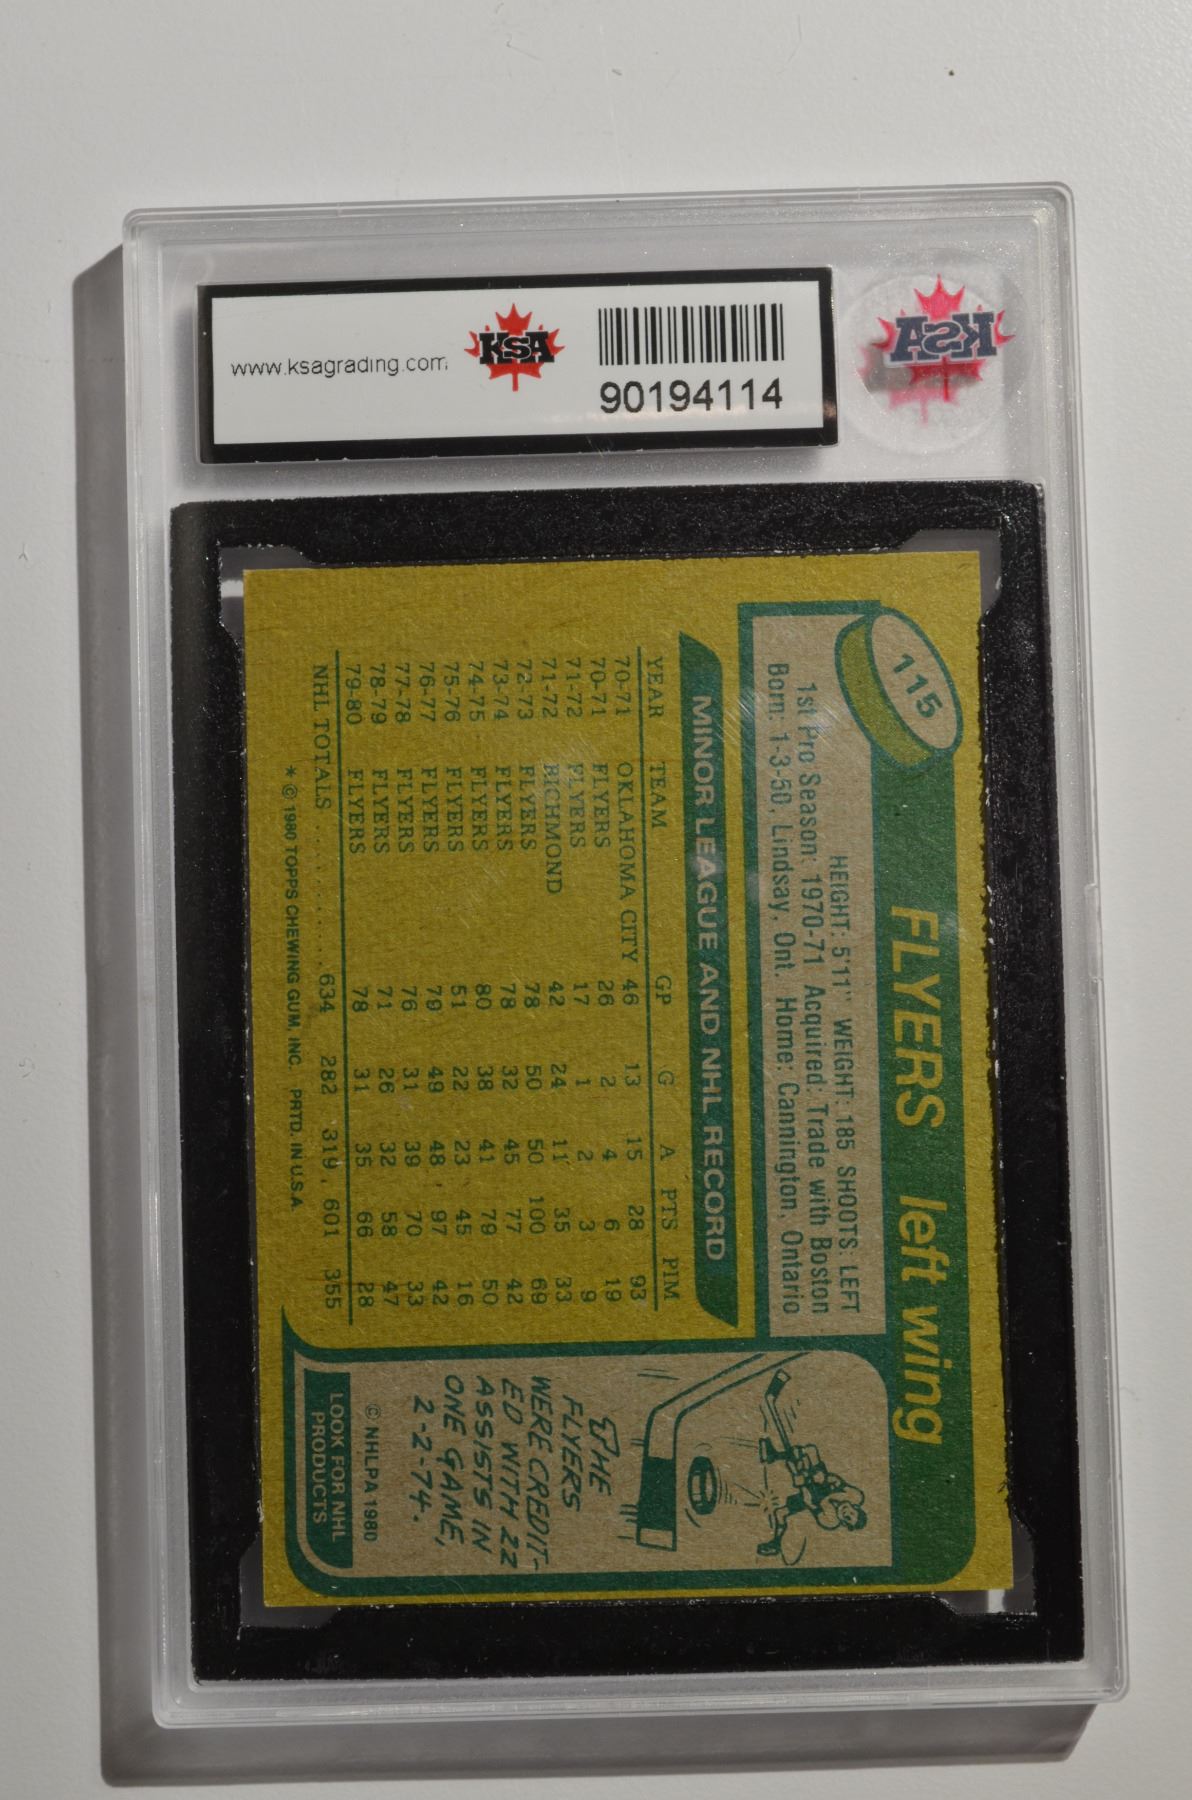 www.ksagrading.com
KSA
90194114
KSA
115
FLYERS left wing
HEIGHT: 5'11" WEIGHT: 185 SHOOTS: LEFT
1st Pro Season: 1970-71 Acquired: Trade with Boston
Born: 1-3-50, Lindsay, Ont. Home: Cannington, Ontario
MINOR LEAGUE AND NHL RECORD
YEAR TEAM GP G A PTS PIM
70-71 OKLAHOMA CITY 46 13 15 28 93
70-71 FLYERS 26 2 4 6 19
71-72 FLYERS 17 1 2 3 9
71-72 RICHMOND 42 24 11 35 33
72-73 FLYERS 78 50 50 100 69
73-74 FLYERS 78 32 45 77 42
74-75 FLYERS 80 38 41 79 50
75-76 FLYERS 51 22 23 45 16
76-77 FLYERS 79 49 48 97 42
77-78 FLYERS 76 31 39 70 33
78-79 FLYERS 71 26 32 58 47
79-80 FLYERS 78 31 35 66 28
NHL TOTALS .......... 634 282 319 601 355
* © 1980 TOPPS CHEWING GUM, INC. PRTD. IN U.S.A.
THE
FLYERS
WERE CREDIT-
ED WITH 22
ASSISTS IN
ONE GAME,
2-2-74.
© NHLPA 1980
LOOK FOR NHL
PRODUCTS